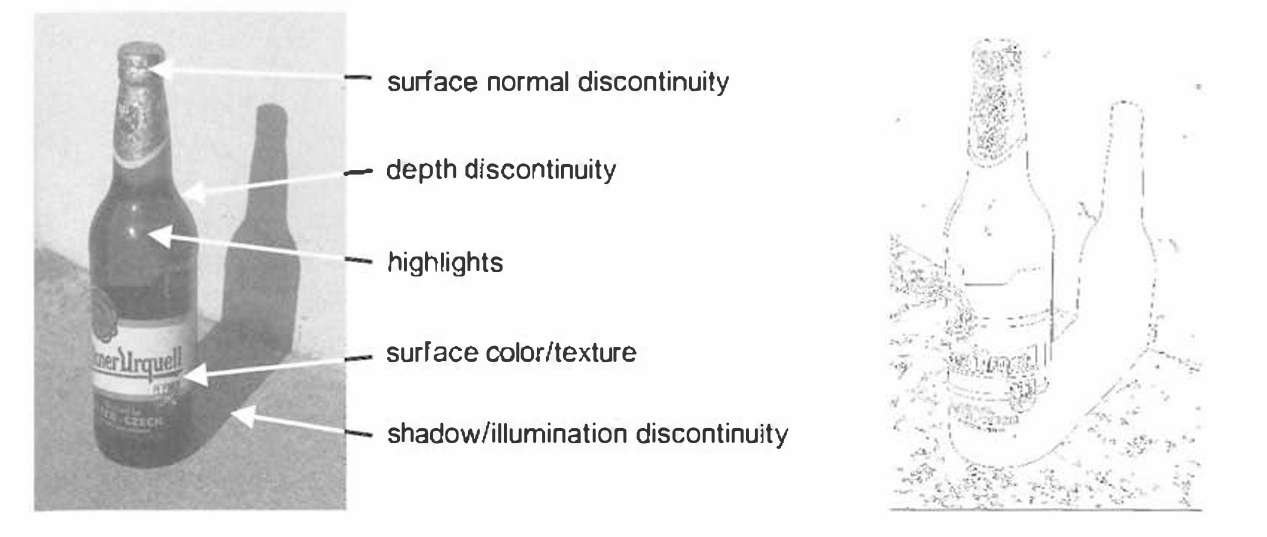 surface normal discontinuity
depth discontinuity
highlights
surface color/texture
shadow/illumination discontinuity
Urquell
CZECH